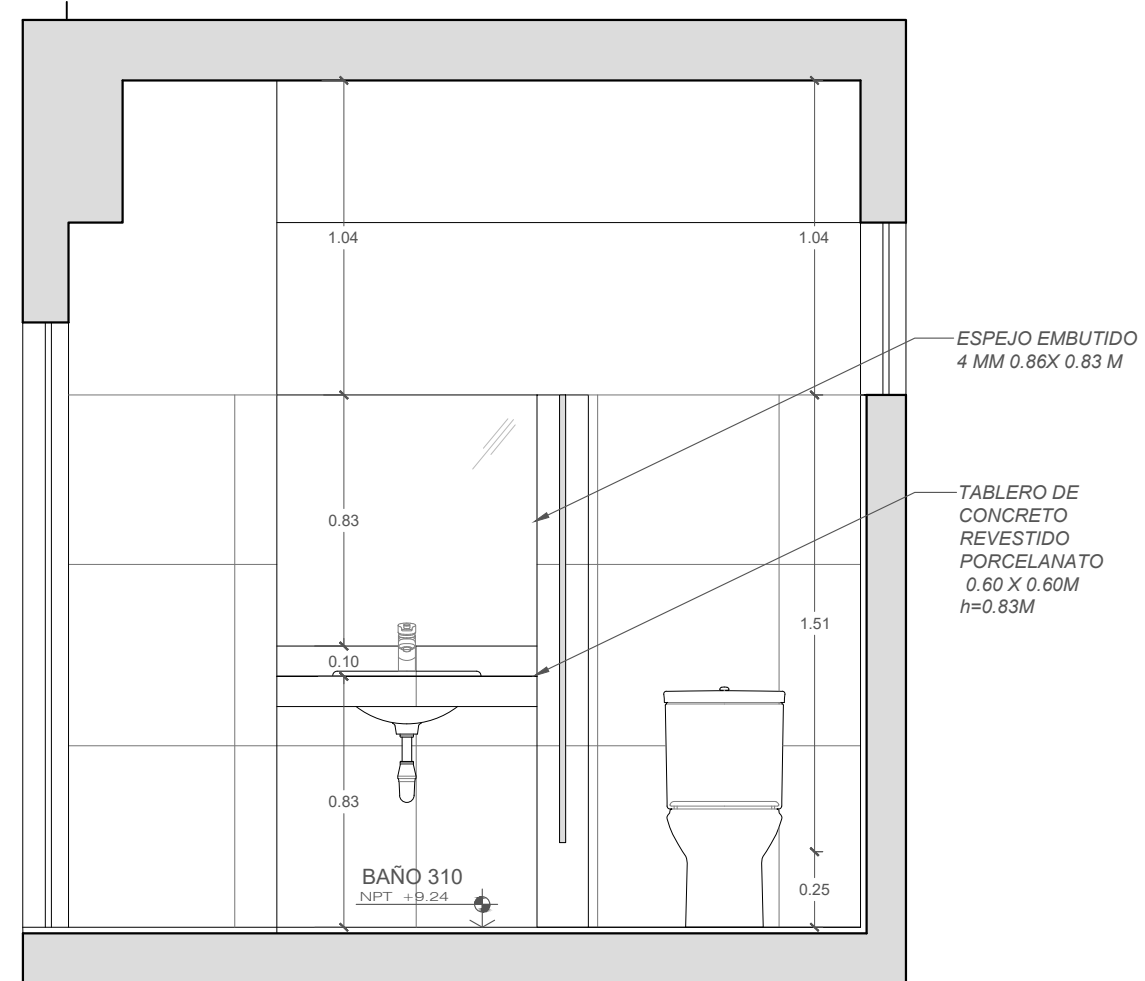 1.04
1.04
ESPEJO EMBUTIDO
4 MM 0.86X 0.83 M
TABLERO DE
CONCRETO
REVESTIDO
PORCELANATO
0.60 X 0.60M
h=0.83M
0.83
1.51
0.10
0.83
BAÑO 310
NPT +9.24
0.25